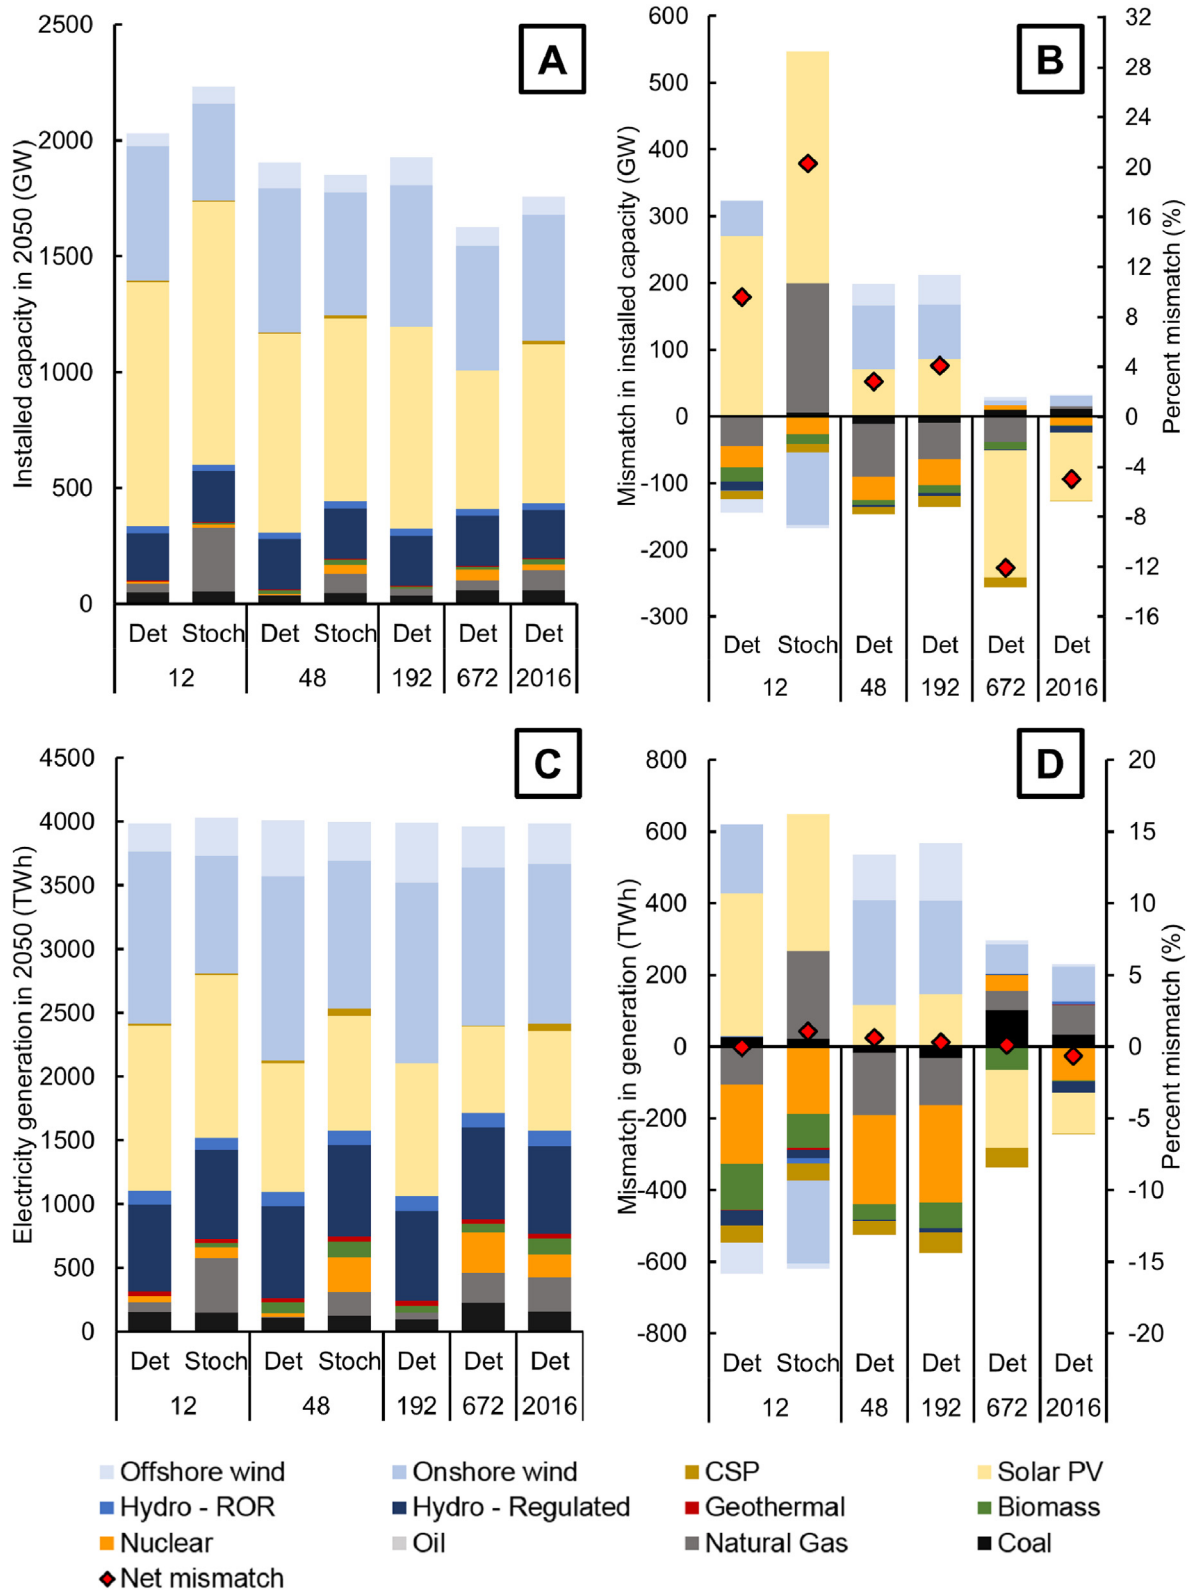 A
Installed capacity in 2050 (GW)
2500
2000
1500
1000
500
0
Det Stoch Det Stoch Det Det Det
12 48 192 672 2016
B
Mismatch in installed capacity (GW)
600
500
400
300
200
100
0
-100
-200
-300
32
28
24
20
16
12
8
4
0
-4
-8
-12
-16
Percent mismatch (%)
Det Stoch Det Det Det Det
12 48 192 672 2016
C
Electricity generation in 2050 (TWh)
4500
4000
3500
3000
2500
2000
1500
1000
500
0
Det Stoch Det Stoch Det Det Det
12 48 192 672 2016
D
Mismatch in generation (TWh)
800
600
400
200
0
-200
-400
-600
-800
20
15
10
5
0
-5
-10
-15
-20
Percent mismatch (%)
Det Stoch Det Det Det Det
12 48 192 672 2016
Offshore wind Onshore wind CSP Solar PV
Hydro - ROR Hydro - Regulated Geothermal Biomass
Nuclear Oil Natural Gas Coal
Net mismatch